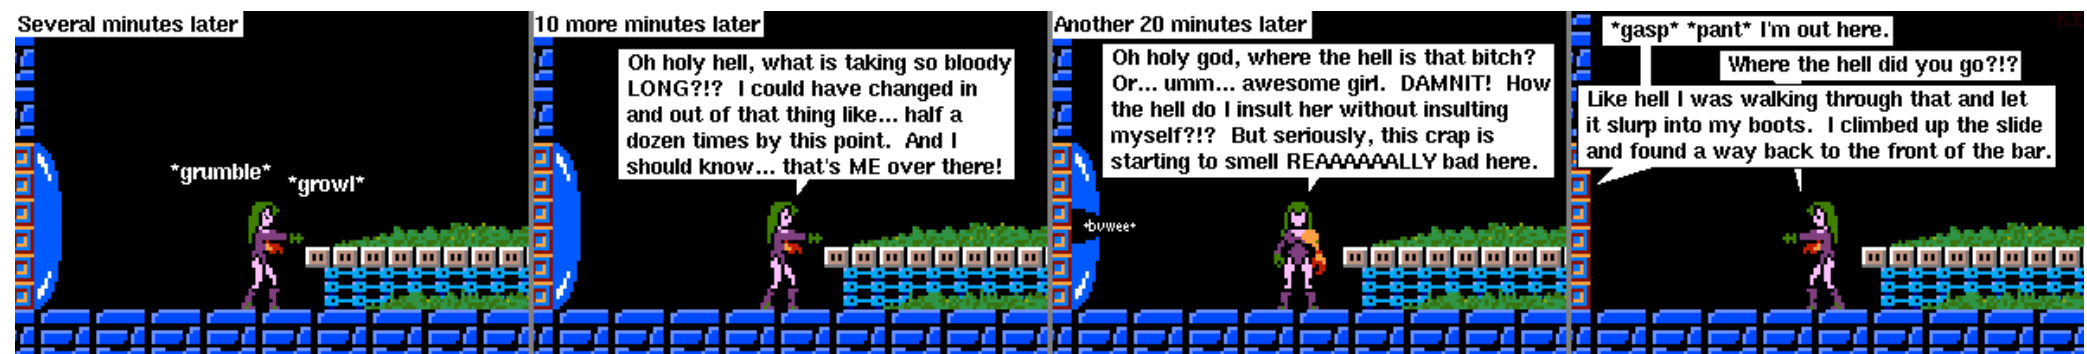 Several minutes later
*grumble*
*growl*
10 more minutes later
Oh holy hell, what is taking so bloody
LONG?!? I could have changed in
and out of that thing like... half a
dozen times by this point. And I
should know... that's ME over there!
Another 20 minutes later
Oh holy god, where the hell is that bitch?
Or... umm... awesome girl. DAMNIT! How
the hell do I insult her without insulting
myself?!? But seriously, this crap is
starting to smell REAAAAAALLY bad here.
*bvwee*
*gasp* *pant* I'm out here.
Where the hell did you go?!?
Like hell I was walking through that and let
it slurp into my boots. I climbed up the slide
and found a way back to the front of the bar.